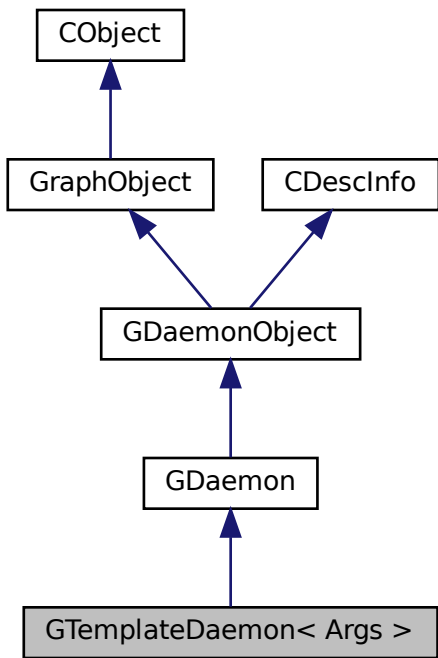 CObject
GraphObject
CDescInfo
GDaemonObject
GDaemon
GTemplateDaemon< Args >